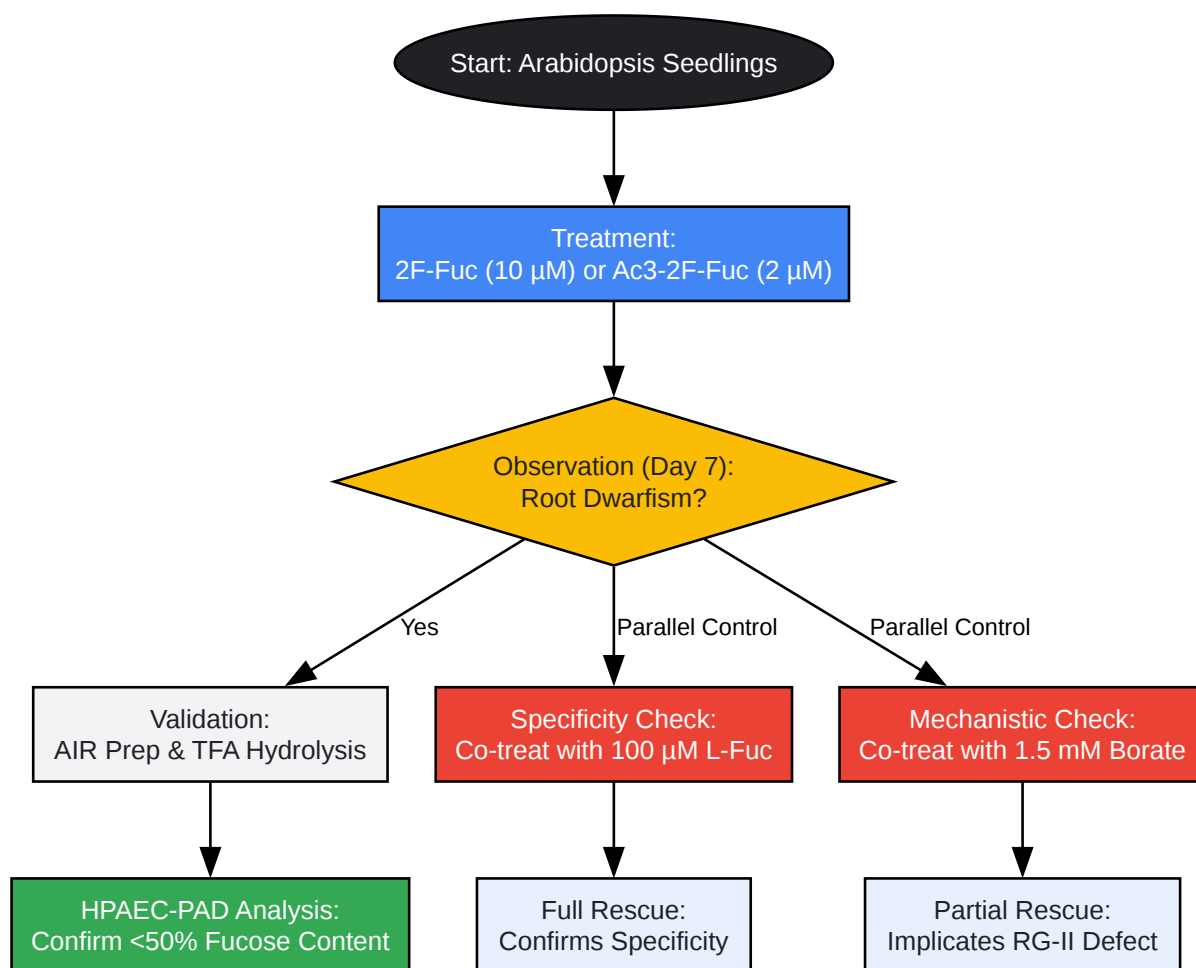 Start: Arabidopsis Seedlings
Treatment:
2F-Fuc (10 µM) or Ac3-2F-Fuc (2 µM)
Observation (Day 7):
Root Dwarfism?
Yes
Parallel Control
Parallel Control
Validation:
AIR Prep & TFA Hydrolysis
Specificity Check:
Co-treat with 100 µM L-Fuc
Mechanistic Check:
Co-treat with 1.5 mM Borate
HPAEC-PAD Analysis:
Confirm <50% Fucose Content
Full Rescue:
Confirms Specificity
Partial Rescue:
Implicates RG-II Defect